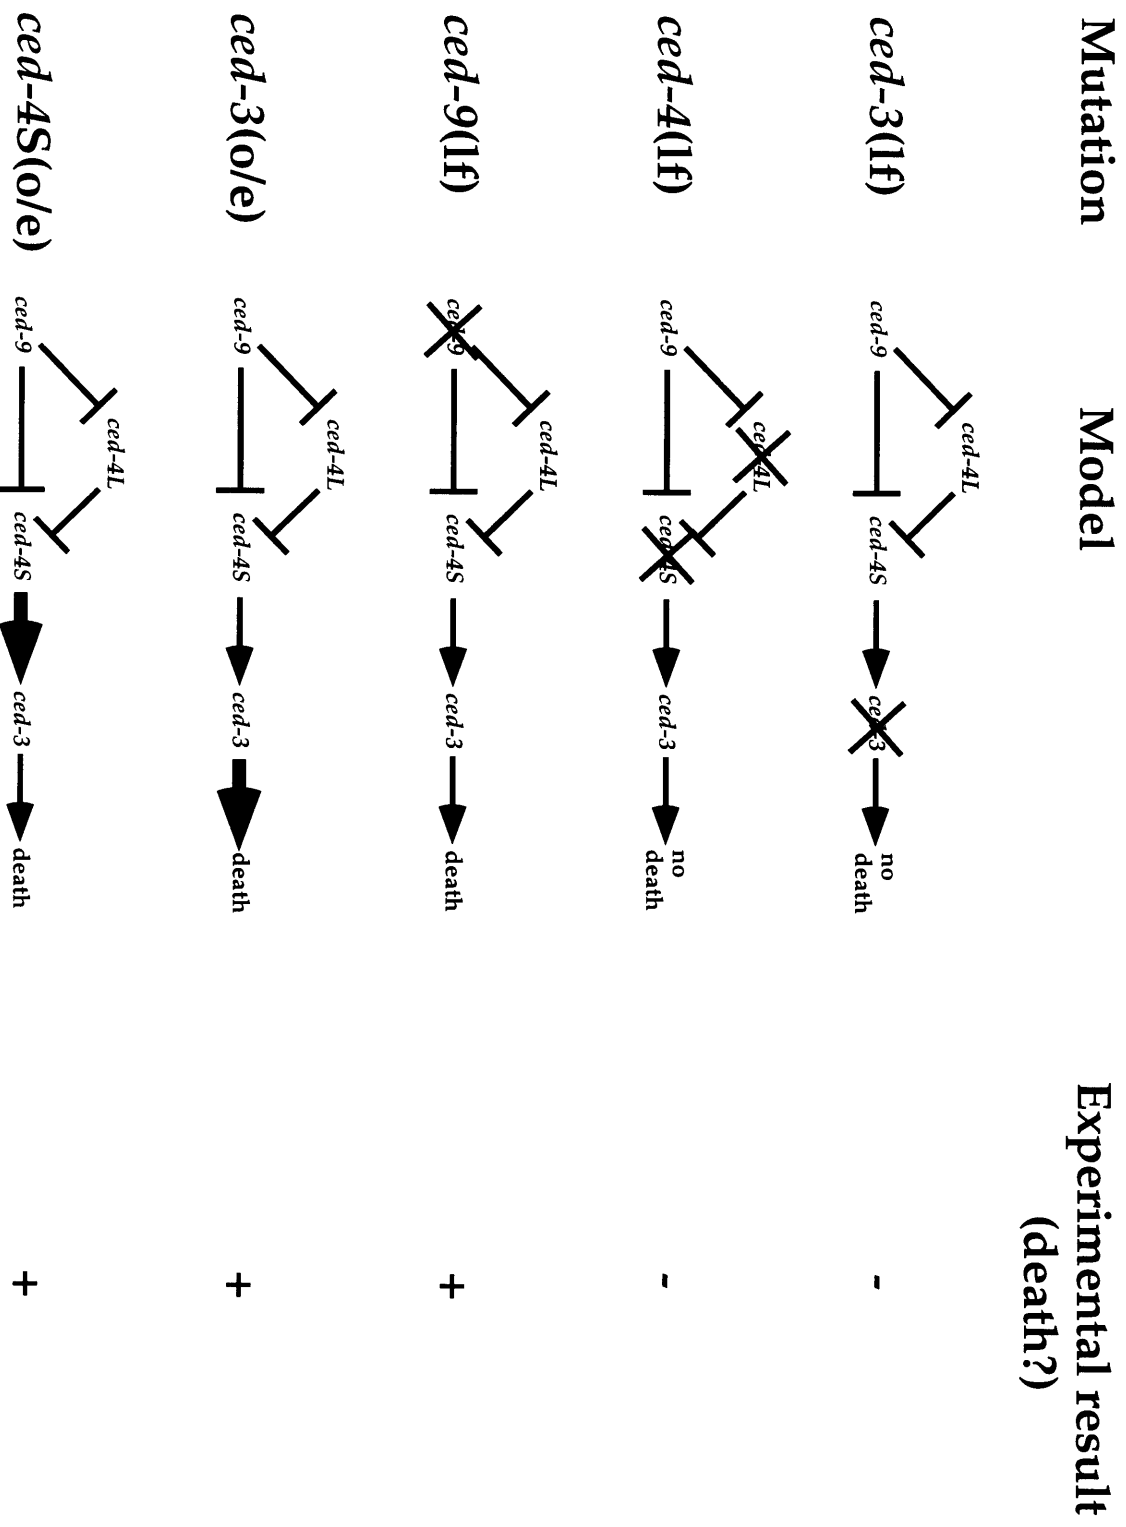 Mutation Model Experimental result
(death?)
ced-3(lf) ced-9 ced-4L ced-4S ced-3 no death -
ced-4(lf) ced-9 ced-4L ced-4S ced-3 no death -
ced-9(lf) ced-9 ced-4L ced-4S ced-3 death +
ced-3(o/e) ced-9 ced-4L ced-4S ced-3 death +
ced-4S(o/e) ced-9 ced-4L ced-4S ced-3 death +